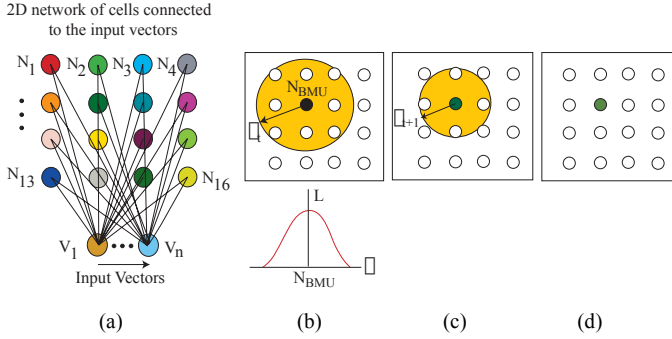 2D network of cells connected
to the input vectors
N1 N2 N3 N4
N13 N16
V1 Vn
Input Vectors
(a)
NBMU
t
L
NBMU
(b)
t+1
(c)
(d)